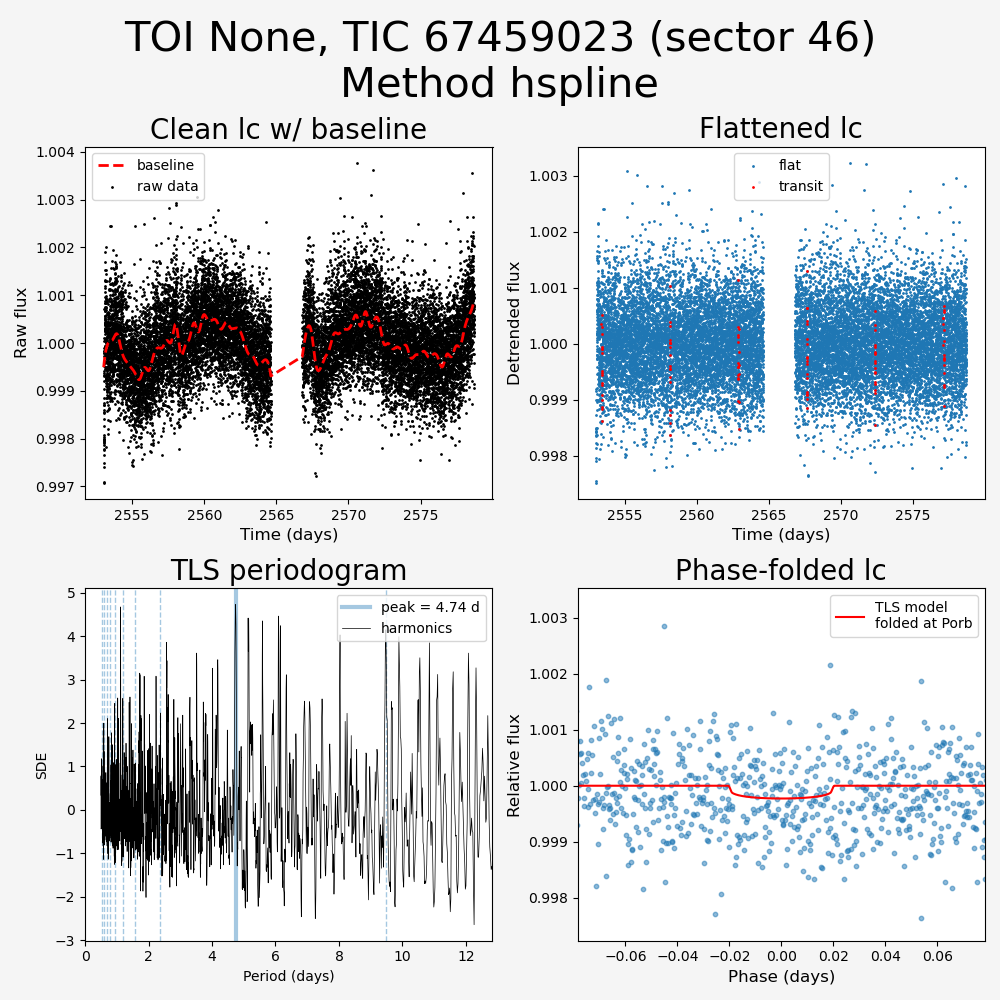 TOI None, TIC 67459023 (sector 46)
Method hspline
Clean lc w/ baseline
Raw flux
1.004
1.003
1.002
1.001
1.000
0.999
0.998
0.997
baseline
raw data
2555
2560
2565
2570
2575
Time (days)
Flattened lc
Detrended flux
1.003
1.002
1.001
1.000
0.999
0.998
flat
transit
2555
2560
2565
2570
2575
Time (days)
TLS periodogram
SDE
5
4
3
2
1
0
−1
−2
−3
peak = 4.74 d
harmonics
0
2
4
6
8
10
12
Period (days)
Phase-folded lc
Relative flux
1.003
1.002
1.001
1.000
0.999
0.998
TLS model
folded at Porb
−0.06
−0.04
−0.02
0.00
0.02
0.04
0.06
Phase (days)